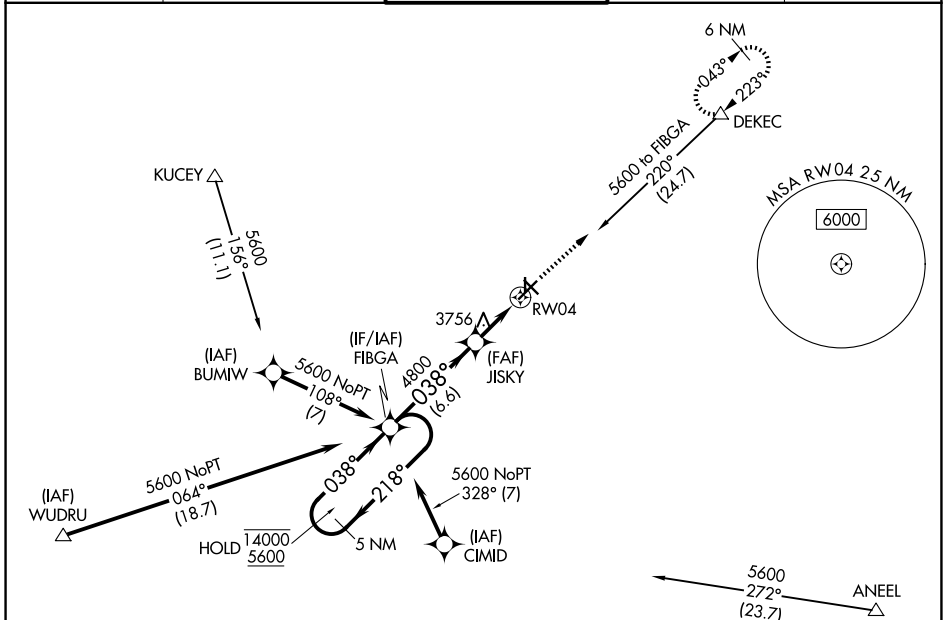 6 NM
043°
223°
DEKEC
5600 to FIBGA
220°
(24.7)
MSA RW04 25 NM
6000
KUCEY
5600
156°
(11.1)
RW04
3756
(IF/IAF)
FIBGA
(FAF)
JISKY
(IAF)
BUMIW
5600 NoPT
108°
(7)
4800
038°
(6.6)
5600 NoPT
064°
(18.7)
(IAF)
WUDRU
038°
218°
HOLD
14000
5600
5 NM
5600 NoPT
328° (7)
(IAF)
CIMID
5600
272°
(23.7)
ANEEL